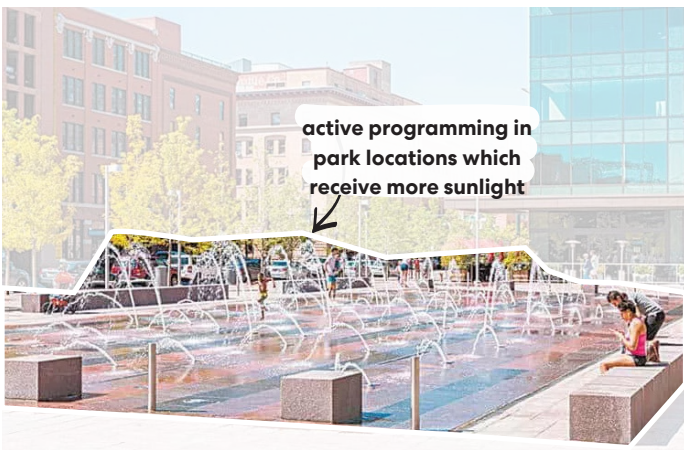 active programming in
park locations which
receive more sunlight